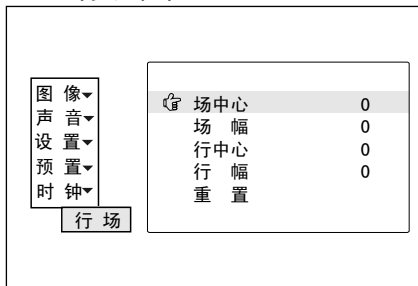 图 像
声 音
设 置
预 置
时 钟
行 场
场中心 0
场 幅 0
行中心 0
行 幅 0
重 置